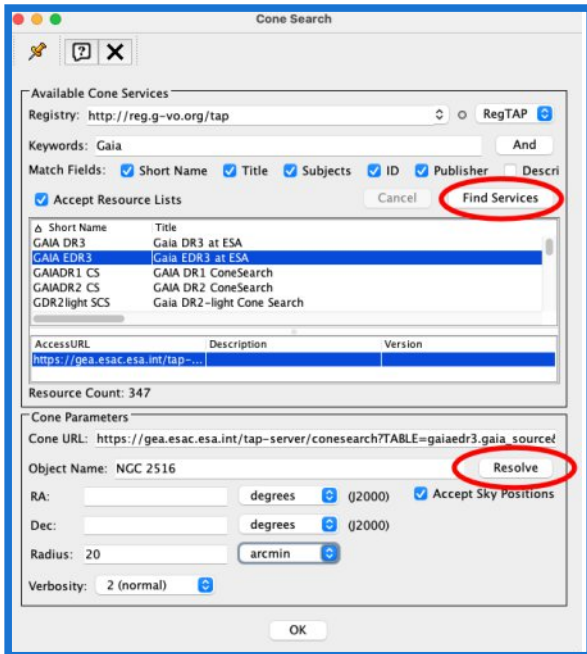 Cone Search
Available Cone Services
Registry: http://reg.g-vo.org/tap RegTAP
Keywords: Gaia And
Match Fields: Short Name Title Subjects ID Publisher Descri
Accept Resource Lists Cancel Find Services
Short Name Title
GAIA DR3 Gaia DR3 at ESA
GAIA EDR3 Gaia EDR3 at ESA
GAIADR1 CS GAIA DR1 ConeSearch
GAIADR2 CS GAIA DR2 ConeSearch
GDR2light SCS Gaia DR2-light Cone Search
AccessURL Description Version
https://gea.esac.esa.int/tap-...
Resource Count: 347
Cone Parameters
Cone URL: https://gea.esac.esa.int/tap-server/conesearch?TABLE=gaiaedr3.gaia_source&
Object Name: NGC 2516 Resolve
RA: degrees (J2000) Accept Sky Positions
Dec: degrees (J2000)
Radius: 20 arcmin
Verbosity: 2 (normal)
OK